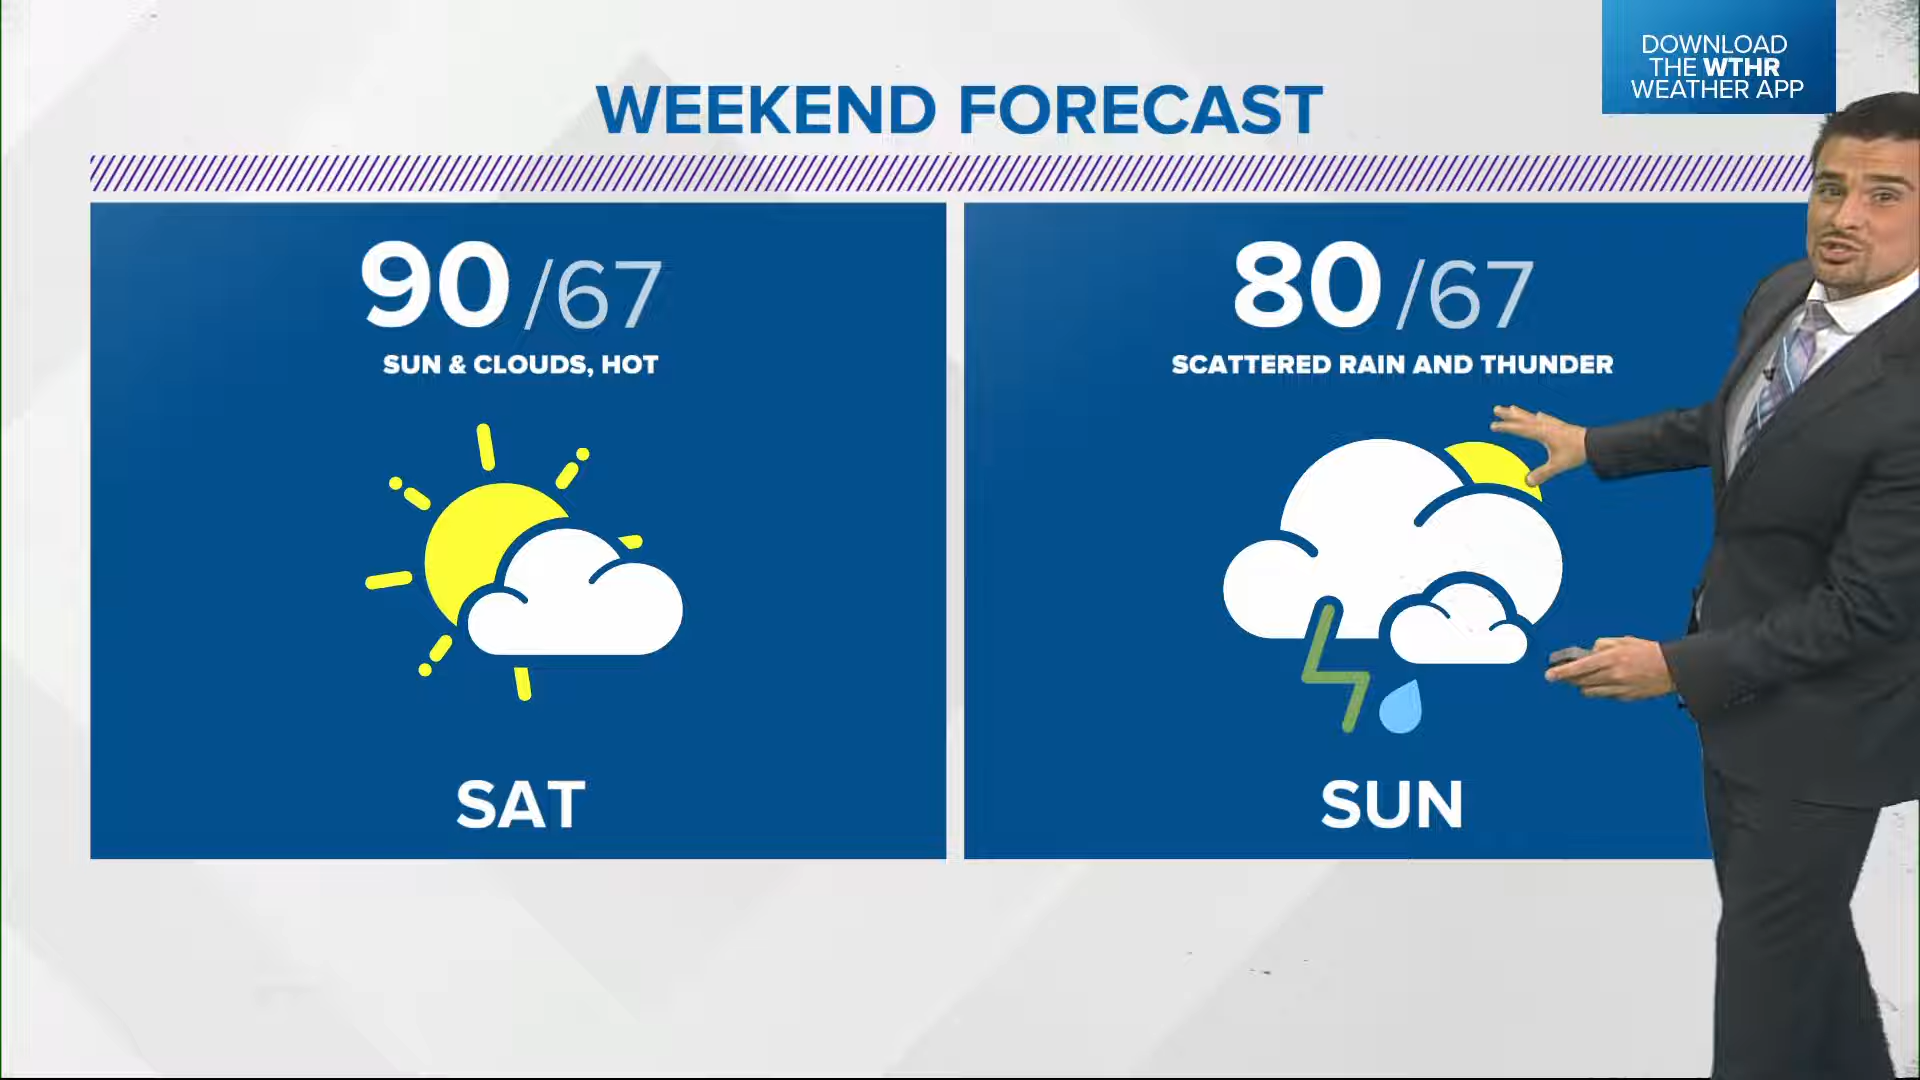 DOWNLOAD
THE WTHR
WEATHER APP
WEEKEND FORECAST
90/67
SUN & CLOUDS, HOT
SAT
80/67
SCATTERED RAIN AND THUNDER
SUN